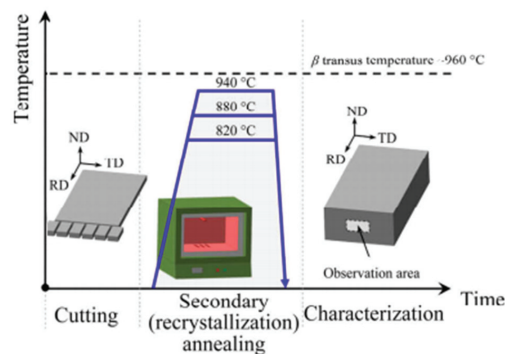 Temperature
β transus temperature --960 °C
940 °C
880 °C
820 °C
ND
TD
RD
ND
TD
RD
Observation area
Time
Cutting
Secondary
(recrystallization)
annealing
Characterization